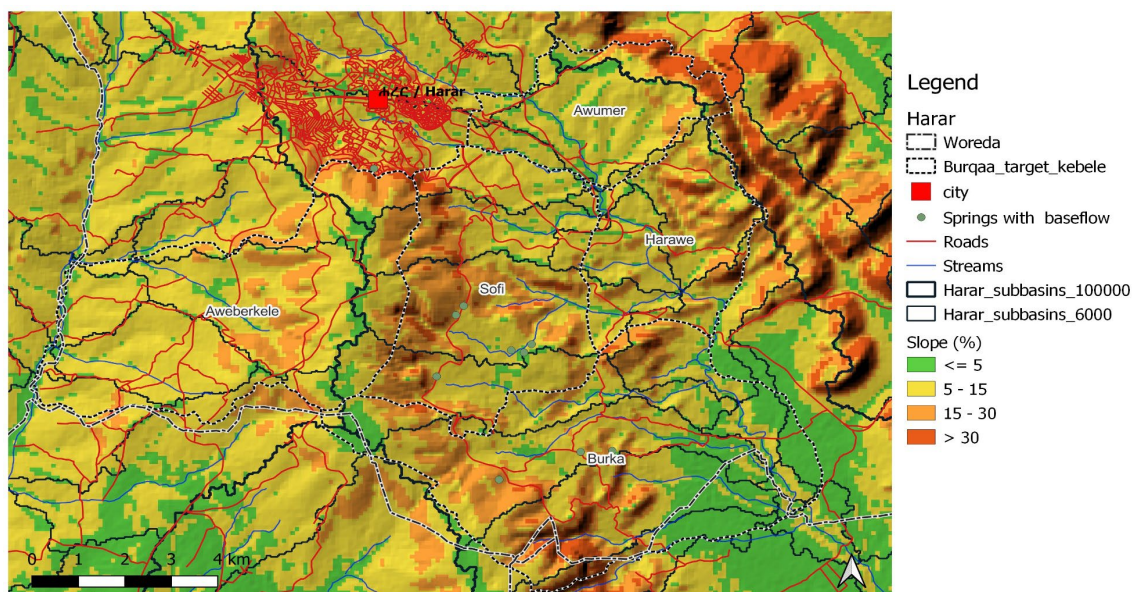 ሐረር / Harar
Awumer
Harawe
Sofi
Aweberkele
Burka
0 1 2 3 4 km
Legend
Harar
Woreda
Burqaa_target_kebele
city
Springs with baseflow
Roads
Streams
Harar_subbasins_100000
Harar_subbasins_6000
Slope (%)
<= 5
5 - 15
15 - 30
> 30